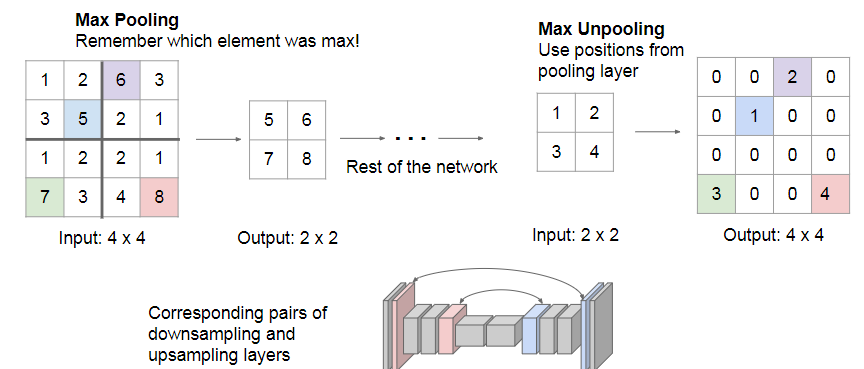 Max Pooling
Remember which element was max!
1 2 6 3
3 5 2 1
1 2 2 1
7 3 4 8
Input: 4 x 4
5 6
7 8
Output: 2 x 2
...
Rest of the network
Max Unpooling
Use positions from
pooling layer
1 2
3 4
Input: 2 x 2
0 0 2 0
0 1 0 0
0 0 0 0
3 0 0 4
Output: 4 x 4
Corresponding pairs of
downsampling and
upsampling layers